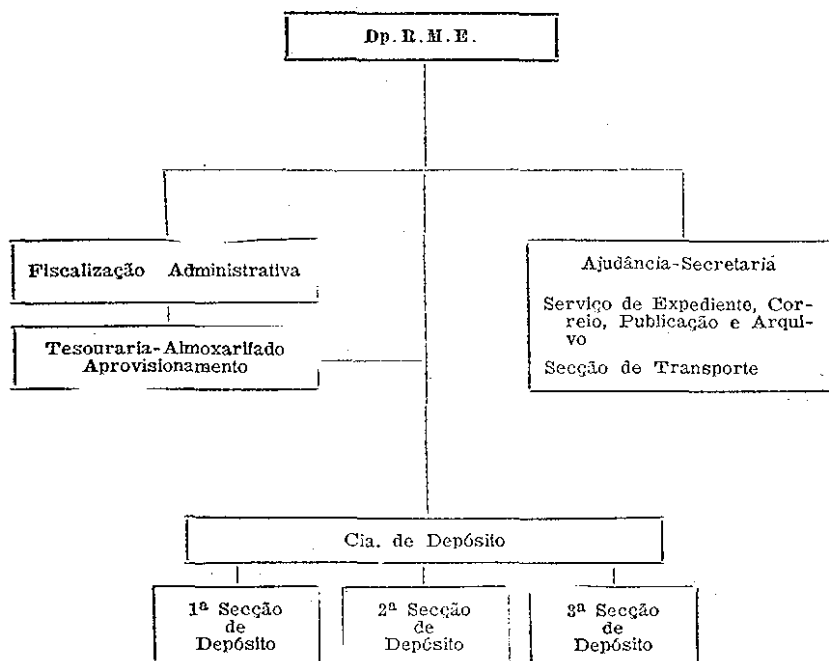 Dp. R. M. E.
Fiscalização Administrativa
Tesouraria-Almoxarifado
Aprovisionamento
Ajudância-Secretaria
Serviço de Expediente, Cor-
reio, Publicação e Arqui-
vo
Secção de Transporte
Cia. de Depósito
1ª Secção
de
Depósito
2ª Secção
de
Depósito
3ª Secção
de
Depósito